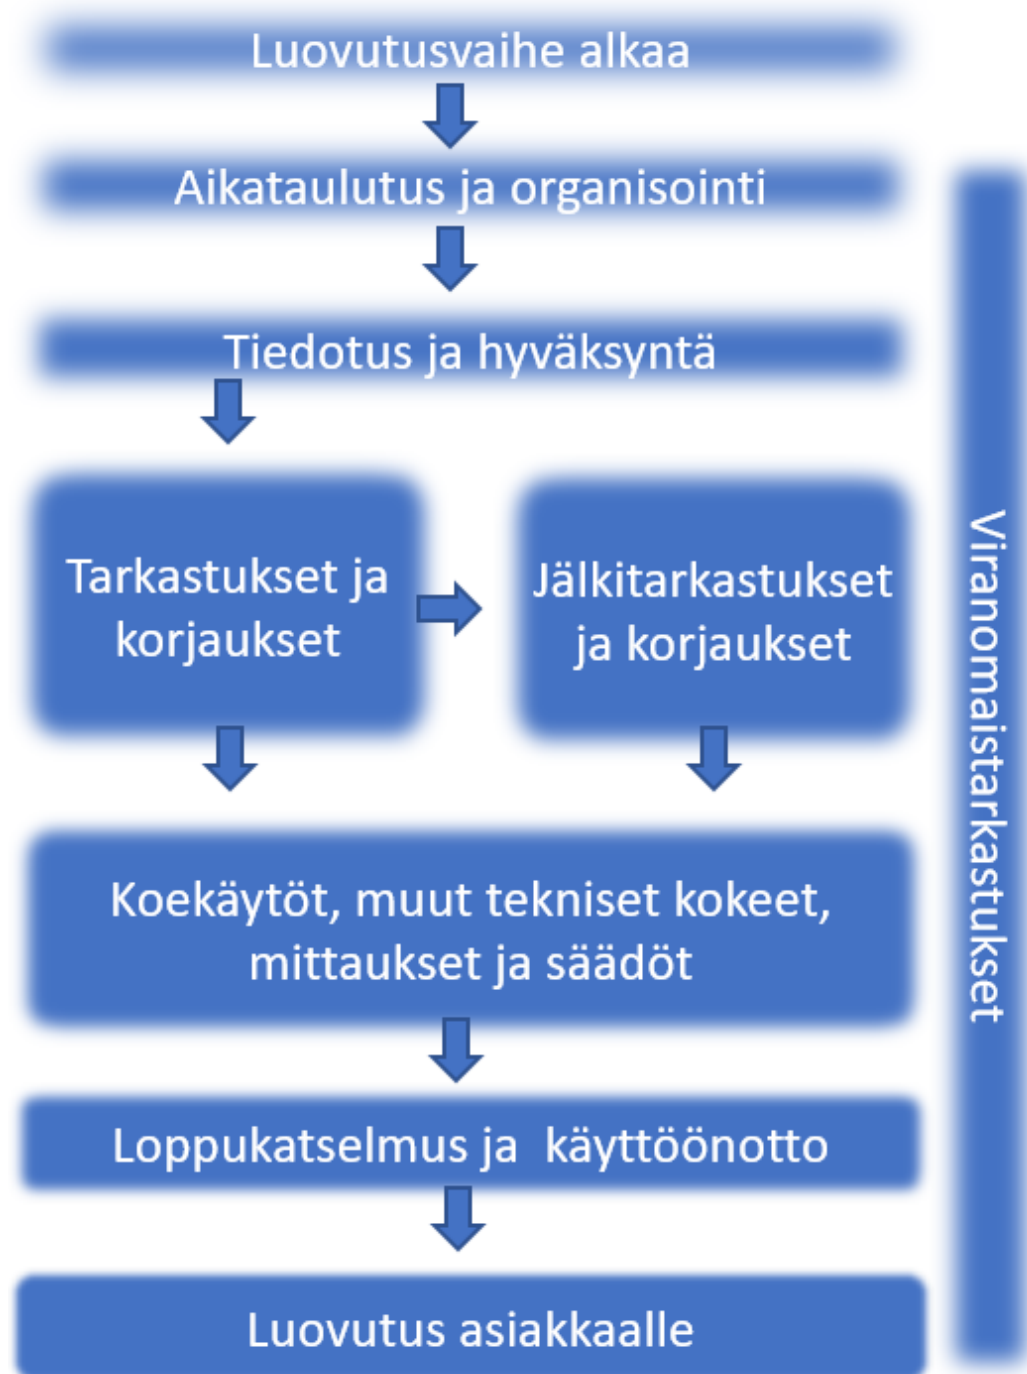 Luovutusvaihe alkaa
Aikataulutus ja organisointi
Tiedotus ja hyväksyntä
Tarkastukset ja
korjaukset
Jälkitarkastukset
ja korjaukset
Koekäytöt, muut tekniset kokeet,
mittaukset ja säädöt
Loppukatselmus ja käyttöönotto
Luovutus asiakkaalle
Viranomaistarkastukset